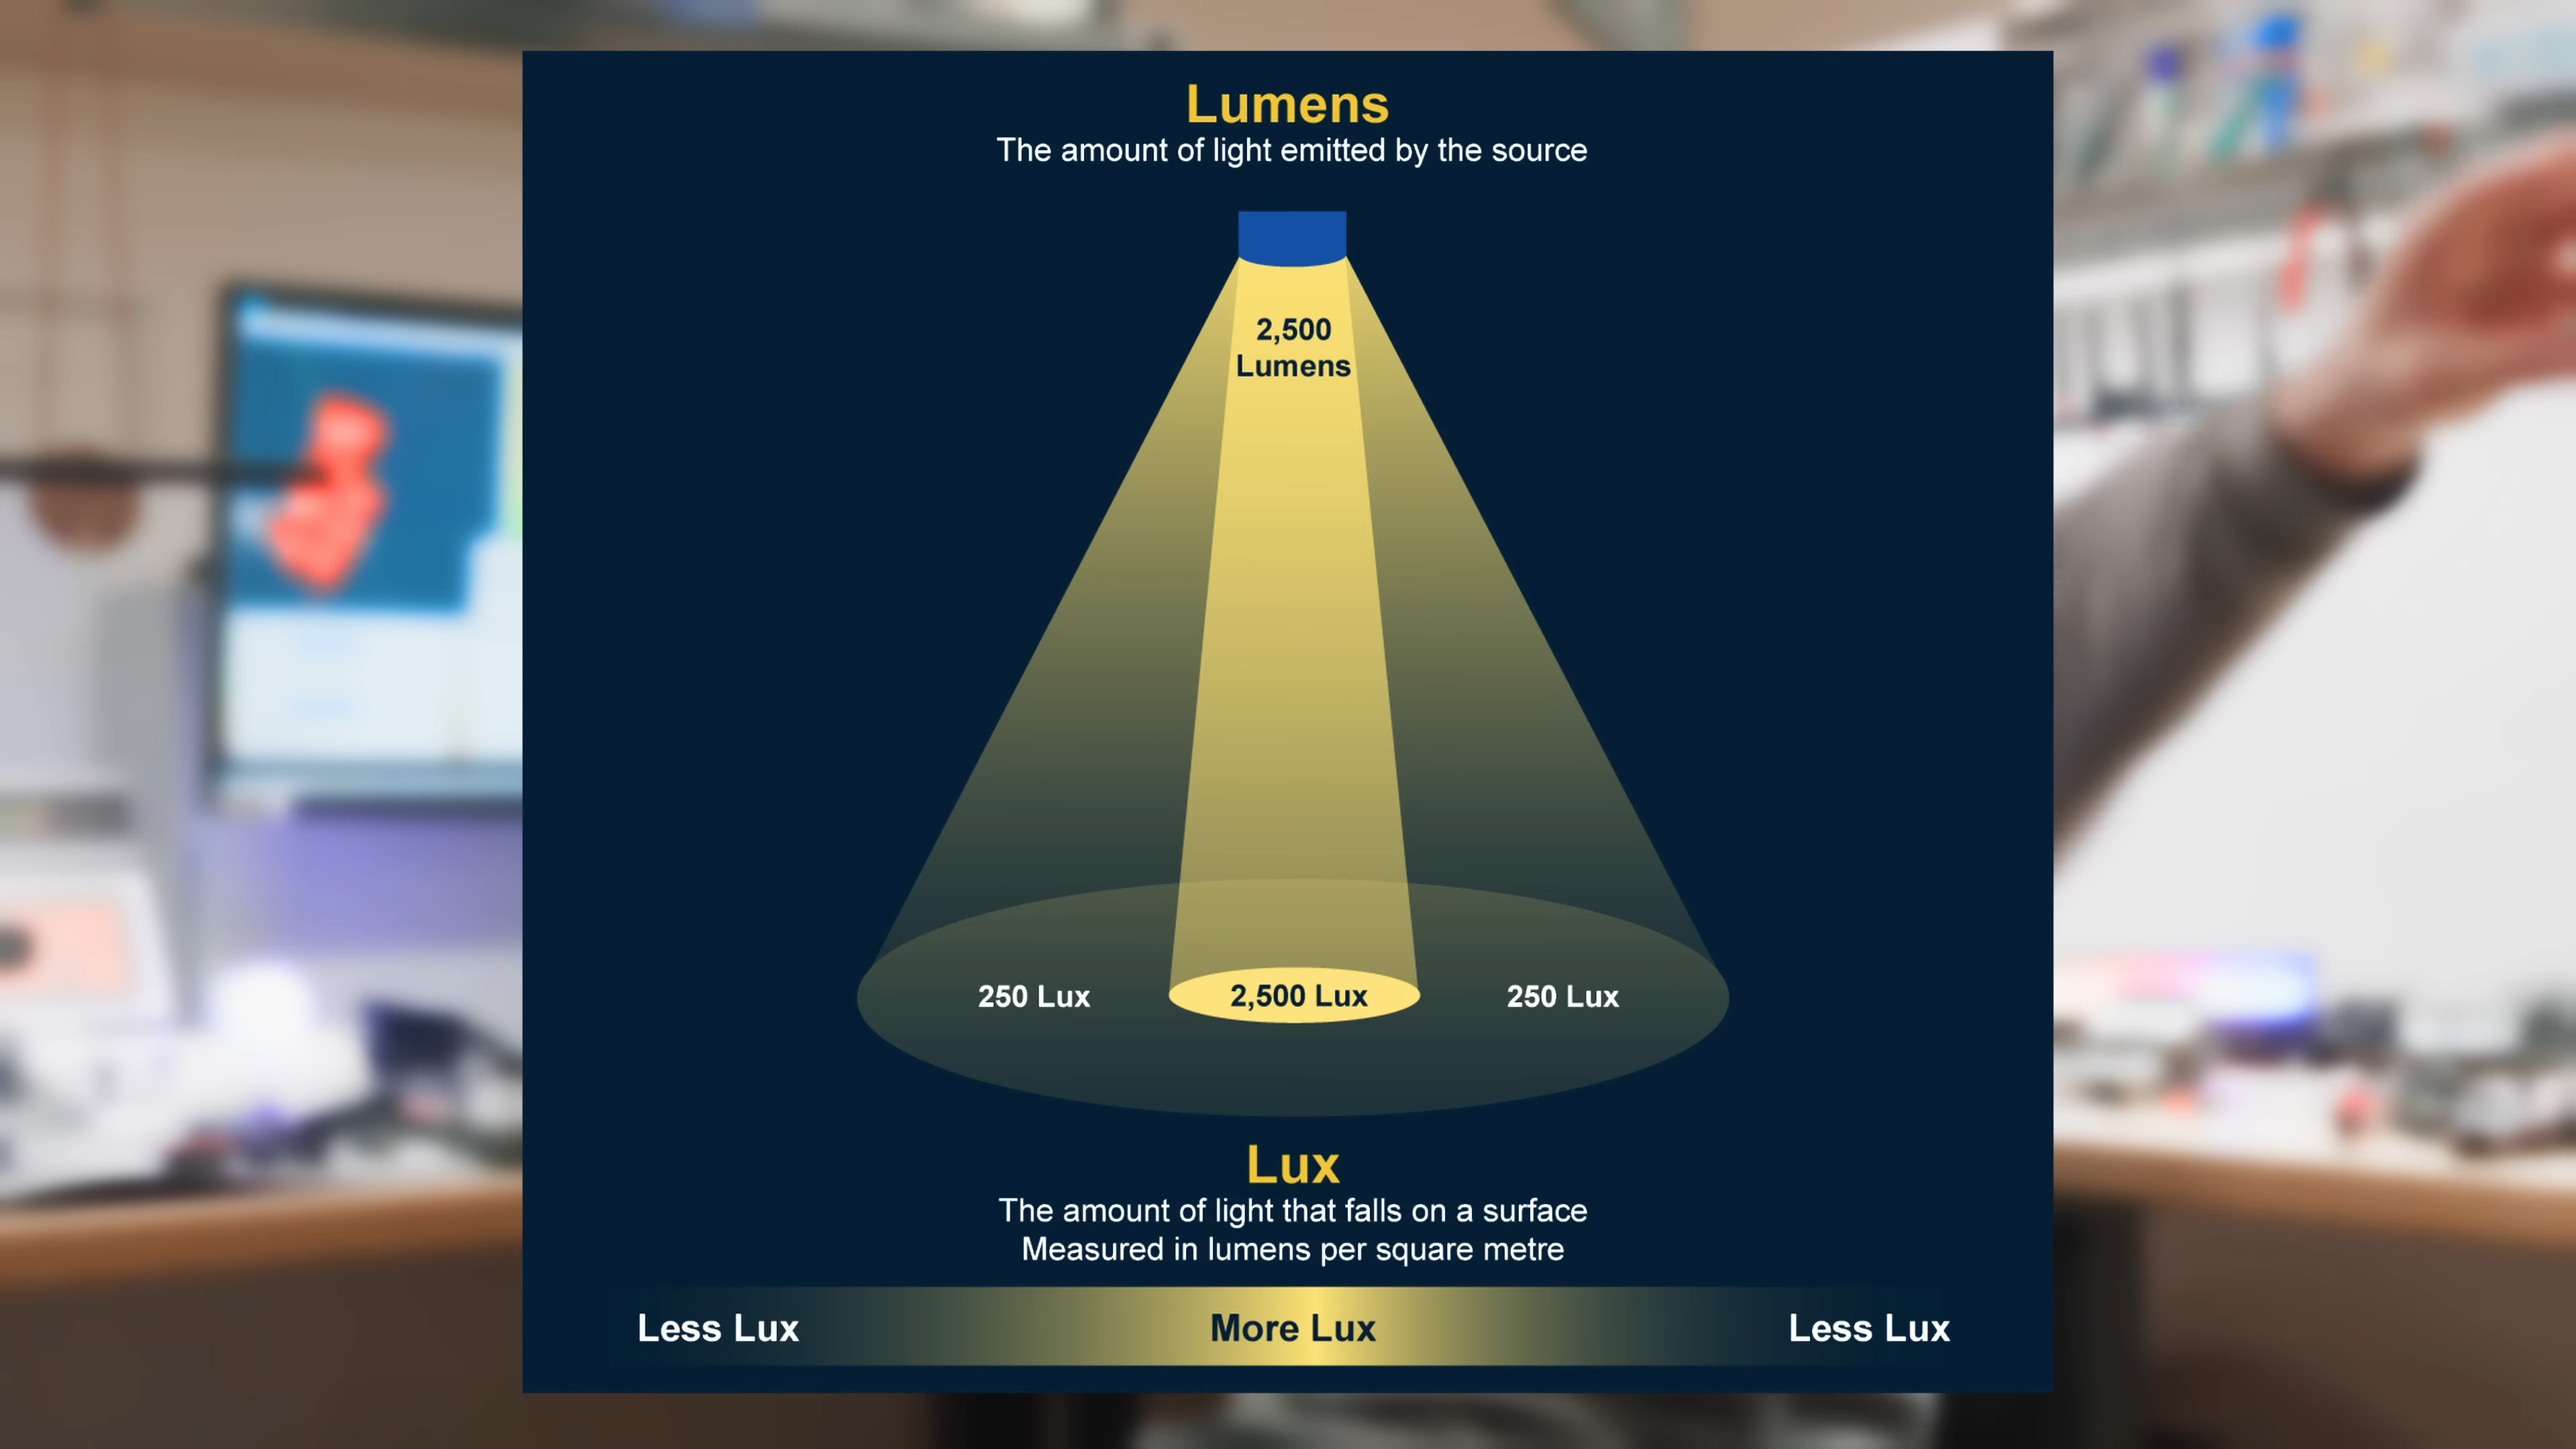 Lumens
The amount of light emitted by the source
2,500
Lumens
250 Lux
2,500 Lux
250 Lux
Lux
The amount of light that falls on a surface
Measured in lumens per square metre
Less Lux
More Lux
Less Lux